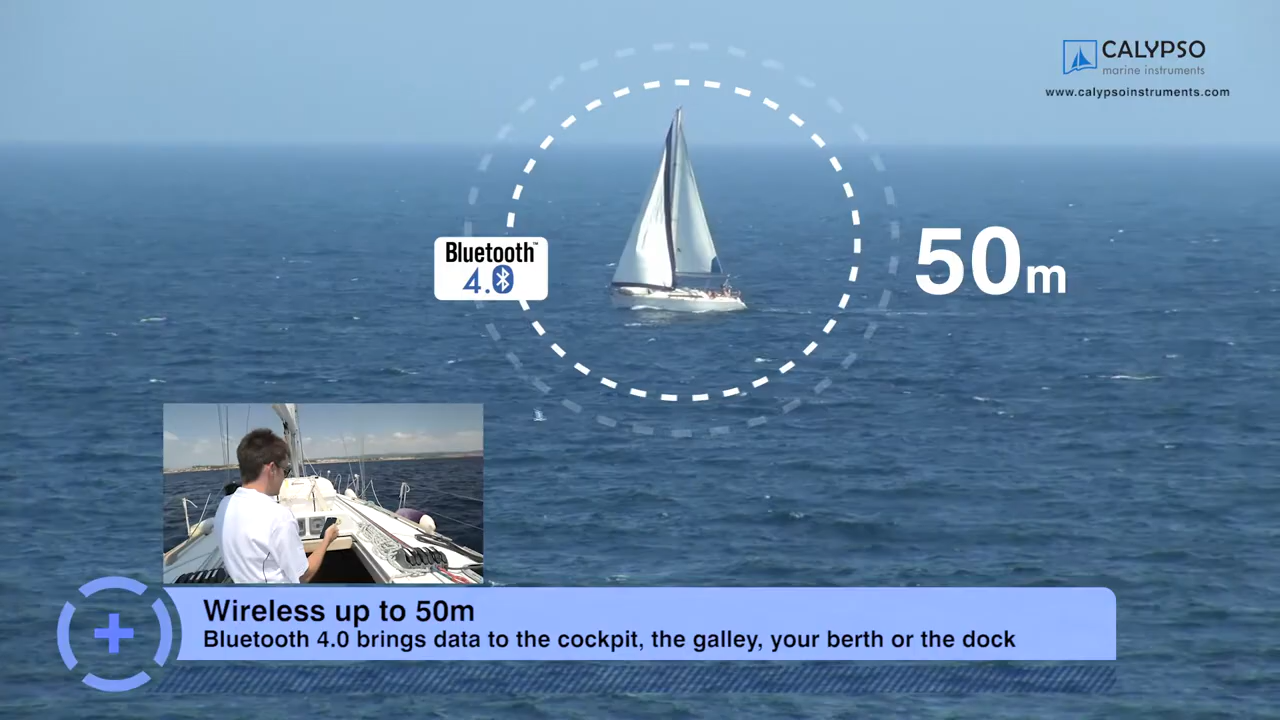 CALYPSO
marine instruments
www.calypsoinstruments.com
Bluetooth™
4.0
50m
Wireless up to 50m
Bluetooth 4.0 brings data to the cockpit, the galley, your berth or the dock